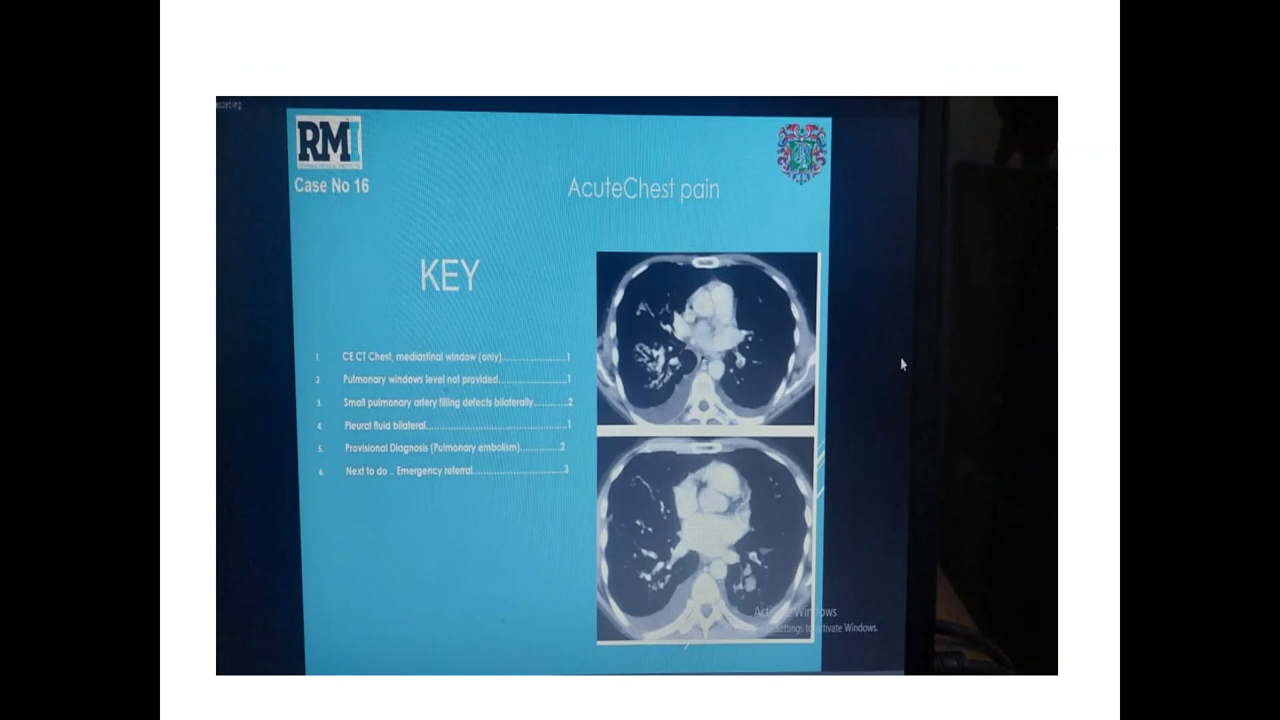 RMI
Case No 16
AcuteChest pain
KEY
1. CE CT Chest, mediastinal window (only)........................1
2 Pulmonary windows level not provided..........................1
3. Small pulmonary artery filling defects bilaterally.............2
4. Pleural fluid bilateral....................................................1
5. Provisional Diagnosis (Pulmonary embolism)...............2
6. Next to do .. Emergency referral..................................3
Activate Windows
Settings to activate Windows.